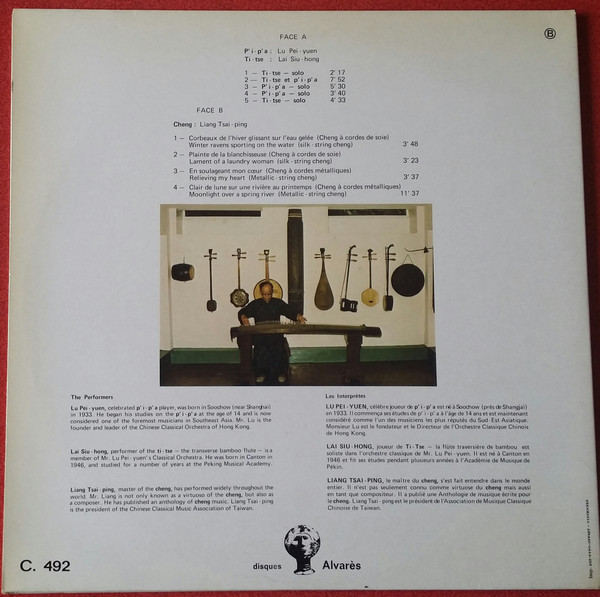 FACE A
B
P'i-p'a : Lu Pei-yuen
Ti-tse : Lai Siu-hong
1 — Ti-tse — solo 2' 17
2 — Ti-tse et p'i-p'a 7' 52
3 — P'i-p'a — solo 5' 30
4 — P'i-p'a — solo 3' 40
5 — Ti-tse — solo 4' 33
FACE B
Cheng : Liang Tsai-ping
1 — Corbeaux de l'hiver glissant sur l'eau gelée (Cheng à cordes de soie)
Winter ravens sporting on the water (silk-string cheng) 3' 48
2 — Plainte de la blanchisseuse (Cheng à cordes de soie)
Lament of a laundry woman (silk-string cheng) 3' 23
3 — En soulageant mon cœur (Cheng à cordes métalliques)
Relieving my heart (Metallic-string cheng) 3' 37
4 — Clair de lune sur une rivière au printemps (Cheng à cordes métalliques)
Moonlight over a spring river (Metallic-string cheng) 11' 37
The Performers
Lu Pei-yuen, celebrated p'i-p'a player, was born in Soochow (near Shanghai)
in 1933. He began his studies on the p'i-p'a at the age of 14 and is now
considered one of the foremost musicians in Southeast Asia. Mr. Lu is
the founder and leader of the Chinese Classical Orchestra of Hong Kong.
Lai Siu-hong, performer of the ti-tse — the transverse bamboo flute — is a
member of Mr. Lu Pei-yuen's Classical Orchestra. He was born in Canton in
1946, and studied for a number of years at the Peking Musical Academy.
Liang Tsai-ping, master of the cheng, has performed widely throughout the
world. Mr. Liang is not only known as a virtuoso of the cheng, but also as
a composer. He has published an anthology of cheng music. Liang Tsai-ping
is the president of the Chinese Classical Music Association of Taiwan.
Les Interprètes
LU PEI-YUEN, célèbre joueur de p'i-p'a est né à Soochow (près de Shangjaï)
en 1933. Il commença ses études de p'i-p'a à l'âge de 14 ans et est maintenant
considéré comme l'un des musiciens les plus réputés du Sud Est Asiatique.
Monsieur Lu est le fondateur et le Directeur de l'Orchestre Classique Chinois
de Hong Kong.
LAI SIU-HONG, joueur de Ti-Tse — la flûte traversière de bambou est
soliste dans l'orchestre classique de Mr. Lu Pei-yuen. Il est né à Canton en
1946 et fit ses études pendant plusieurs années à l'Académie de Musique de
Pékin.
LIANG TSAI-PING, le maître du cheng, s'est fait entendre dans le monde
entier. Il n'est pas seulement connu comme virtuose du cheng mais aussi
en tant que compositeur. Il a publié une Anthologie de musique écrite pour
le cheng. Liang Tsai-ping est le président de l'Association de Musique Classique
Chinoise de Taiwan.
C. 492
disques Alvarès